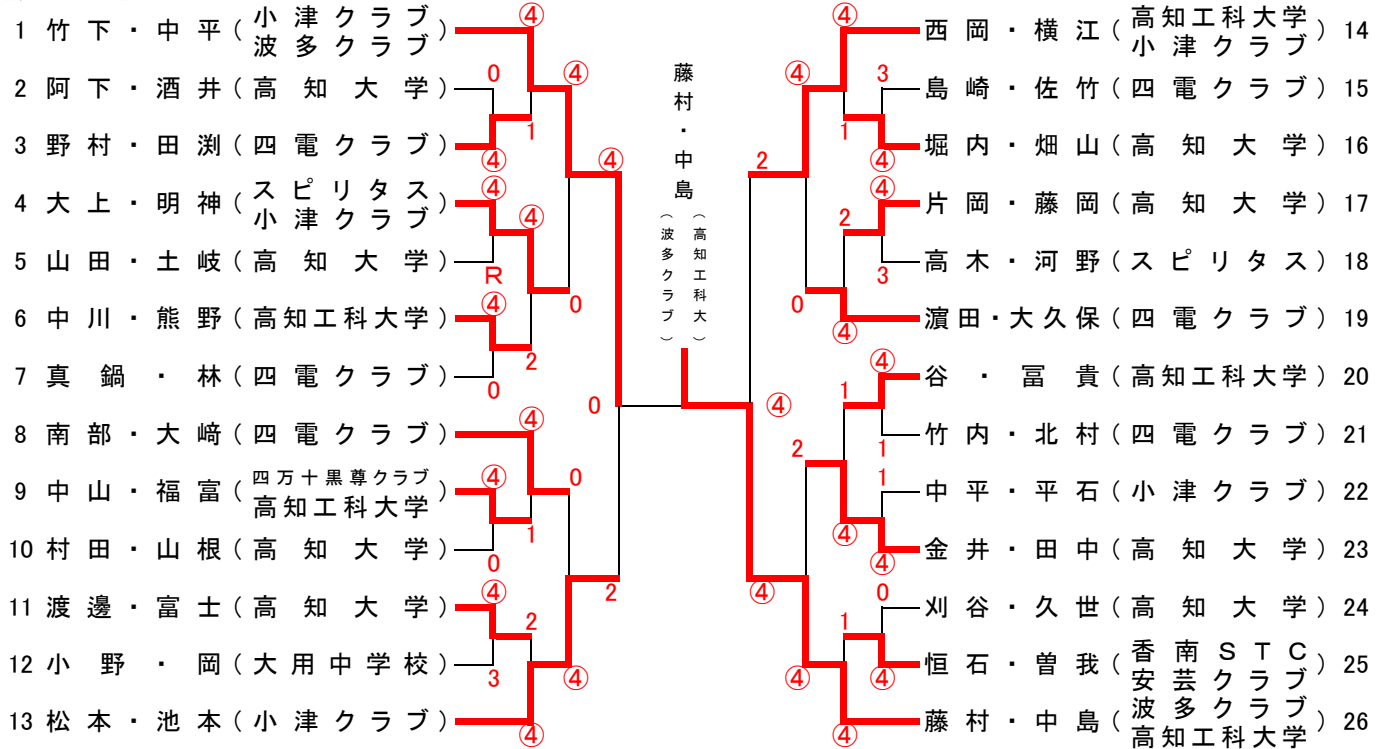 1 竹下・中平(小津クラブ 波多クラブ)
④
2 阿下・酒井(高知大学)
0
3 野村・田渕(四電クラブ)
④
1
④
4 大上・明神(スピリタス 小津クラブ)
④
④
5 山田・土岐(高知大学)
R
6 中川・熊野(高知工科大学)
④
0
7 真鍋・林(四電クラブ)
0
2
④
8 南部・大﨑(四電クラブ)
④
9 中山・福富(四万十黒尊クラブ 高知工科大学)
④
0
10 村田・山根(高知大学)
0
1
11 渡邊・富士(高知大学)
④
2
12 小野・岡(大用中学校)
3
13 松本・池本(小津クラブ)
④
④
2
0
藤村・中島
(波多クラブ)
(高知工科大)
④
西岡・横江(高知工科大学 小津クラブ)14
④
島崎・佐竹(四電クラブ)15
3
堀内・畑山(高知大学)16
④
1
④
片岡・藤岡(高知大学)17
④
2
高木・河野(スピリタス)18
3
濵田・大久保(四電クラブ)19
④
0
2
谷・冨貴(高知工科大学)20
④
1
竹内・北村(四電クラブ)21
1
中平・平石(小津クラブ)22
1
金井・田中(高知大学)23
④
④
2
刈谷・久世(高知大学)24
0
恒石・曽我(香南STC 安芸クラブ)25
④
1
藤村・中島(波多クラブ 高知工科大学)26
④
④
④